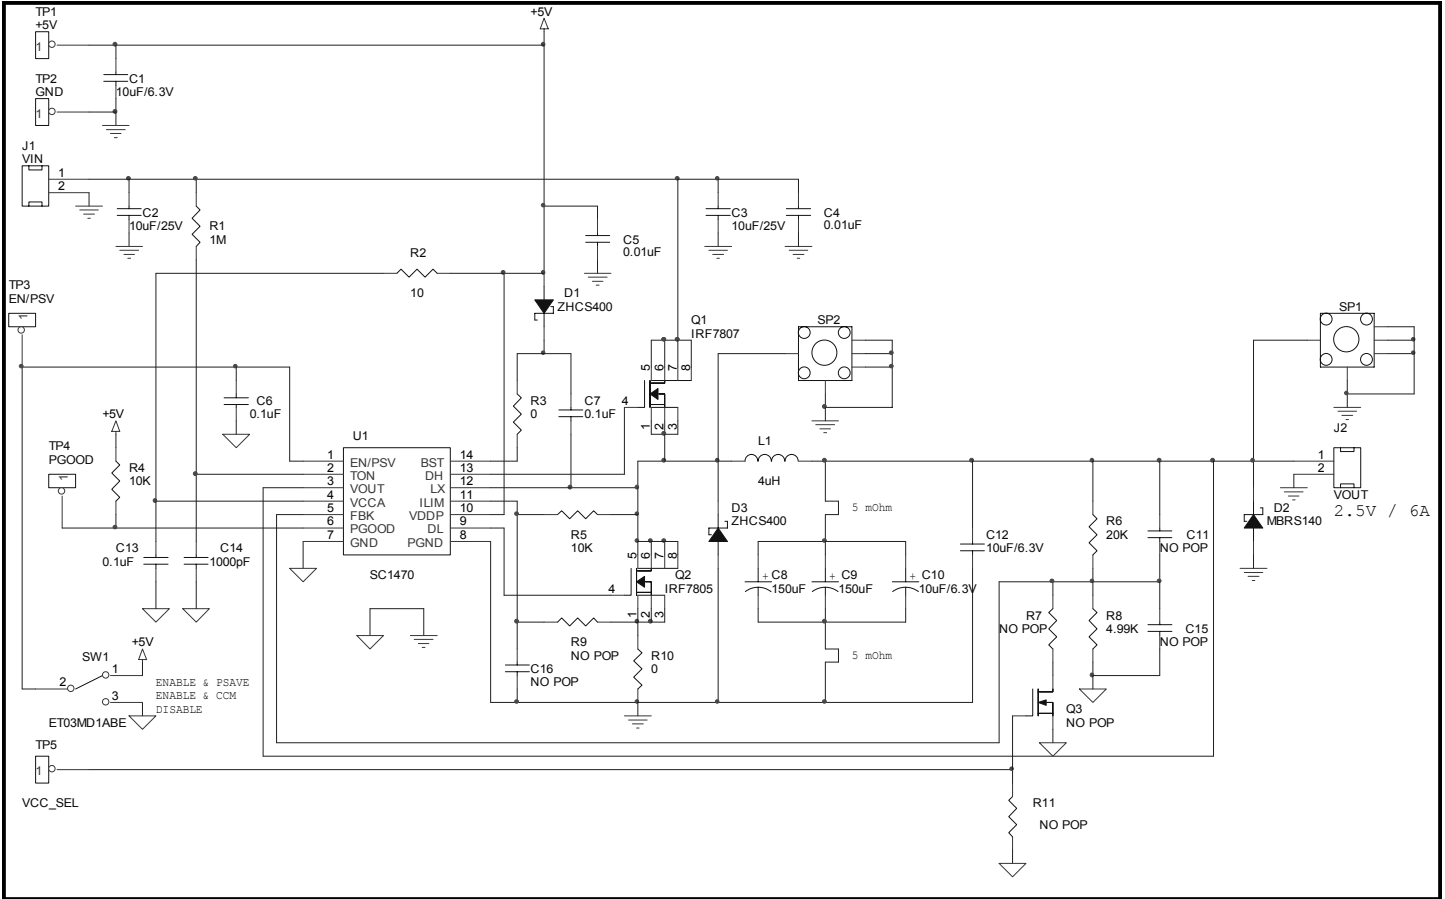 TP1
+5V
1
+5V
TP2
GND
1
C1
10uF/6.3V
J1
VIN
1
2
C2
10uF/25V
R1
1M
C3
10uF/25V
C4
0.01uF
C5
0.01uF
R2
10
TP3
EN/PSV
1
D1
ZHCS400
Q1
IRF7807
5
6
7
8
4
1
2
3
SP2
SP1
C6
0.1uF
R3
0
C7
0.1uF
+5V
TP4
PGOOD
1
R4
10K
U1
1 EN/PSV BST 14
2 TON DH 13
3 VOUT LX 12
4 VCCA ILIM 11
5 FBK VDDP 10
6 PGOOD DL 9
7 GND PGND 8
SC1470
L1
4uH
J2
1
2
VOUT
2.5V / 6A
D3
ZHCS400
5 mOhm
R5
10K
C13
0.1uF
C14
1000pF
5
6
7
8
Q2
IRF7805
4
1
2
3
+ C8
150uF
+ C9
150uF
+ C10
10uF/6.3V
C12
10uF/6.3V
R6
20K
C11
NO POP
D2
MBRS140
R7
NO POP
R8
4.99K
C15
NO POP
R9
NO POP
R10
0
5 mOhm
C16
NO POP
SW1
+5V
1
2
3
ENABLE & PSAVE
ENABLE & CCM
DISABLE
ET03MD1ABE
Q3
NO POP
TP5
1
VCC_SEL
R11
NO POP